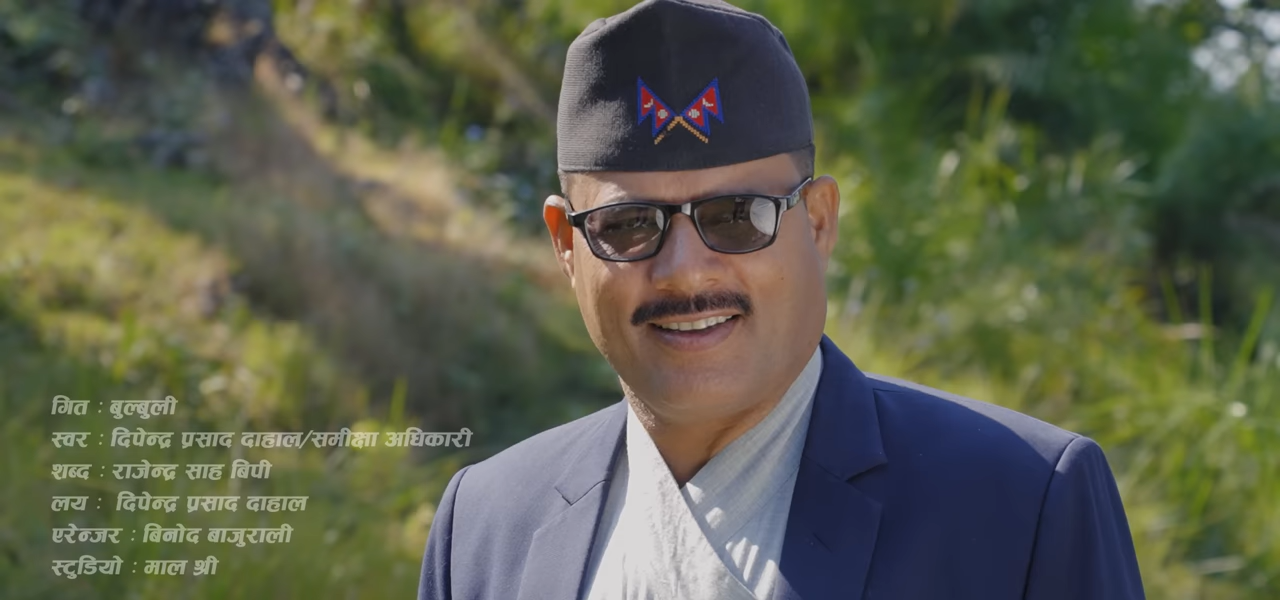 गित : बुल्बुली
स्वर : दिपेन्द्र प्रसाद दाहाल/समीक्षा अधिकारी
शब्द : राजेन्द्र साह बिपी
लय : दिपेन्द्र प्रसाद दाहाल
एरेन्जर : बिनोद बाजुराली
स्टुडियो : माल श्री